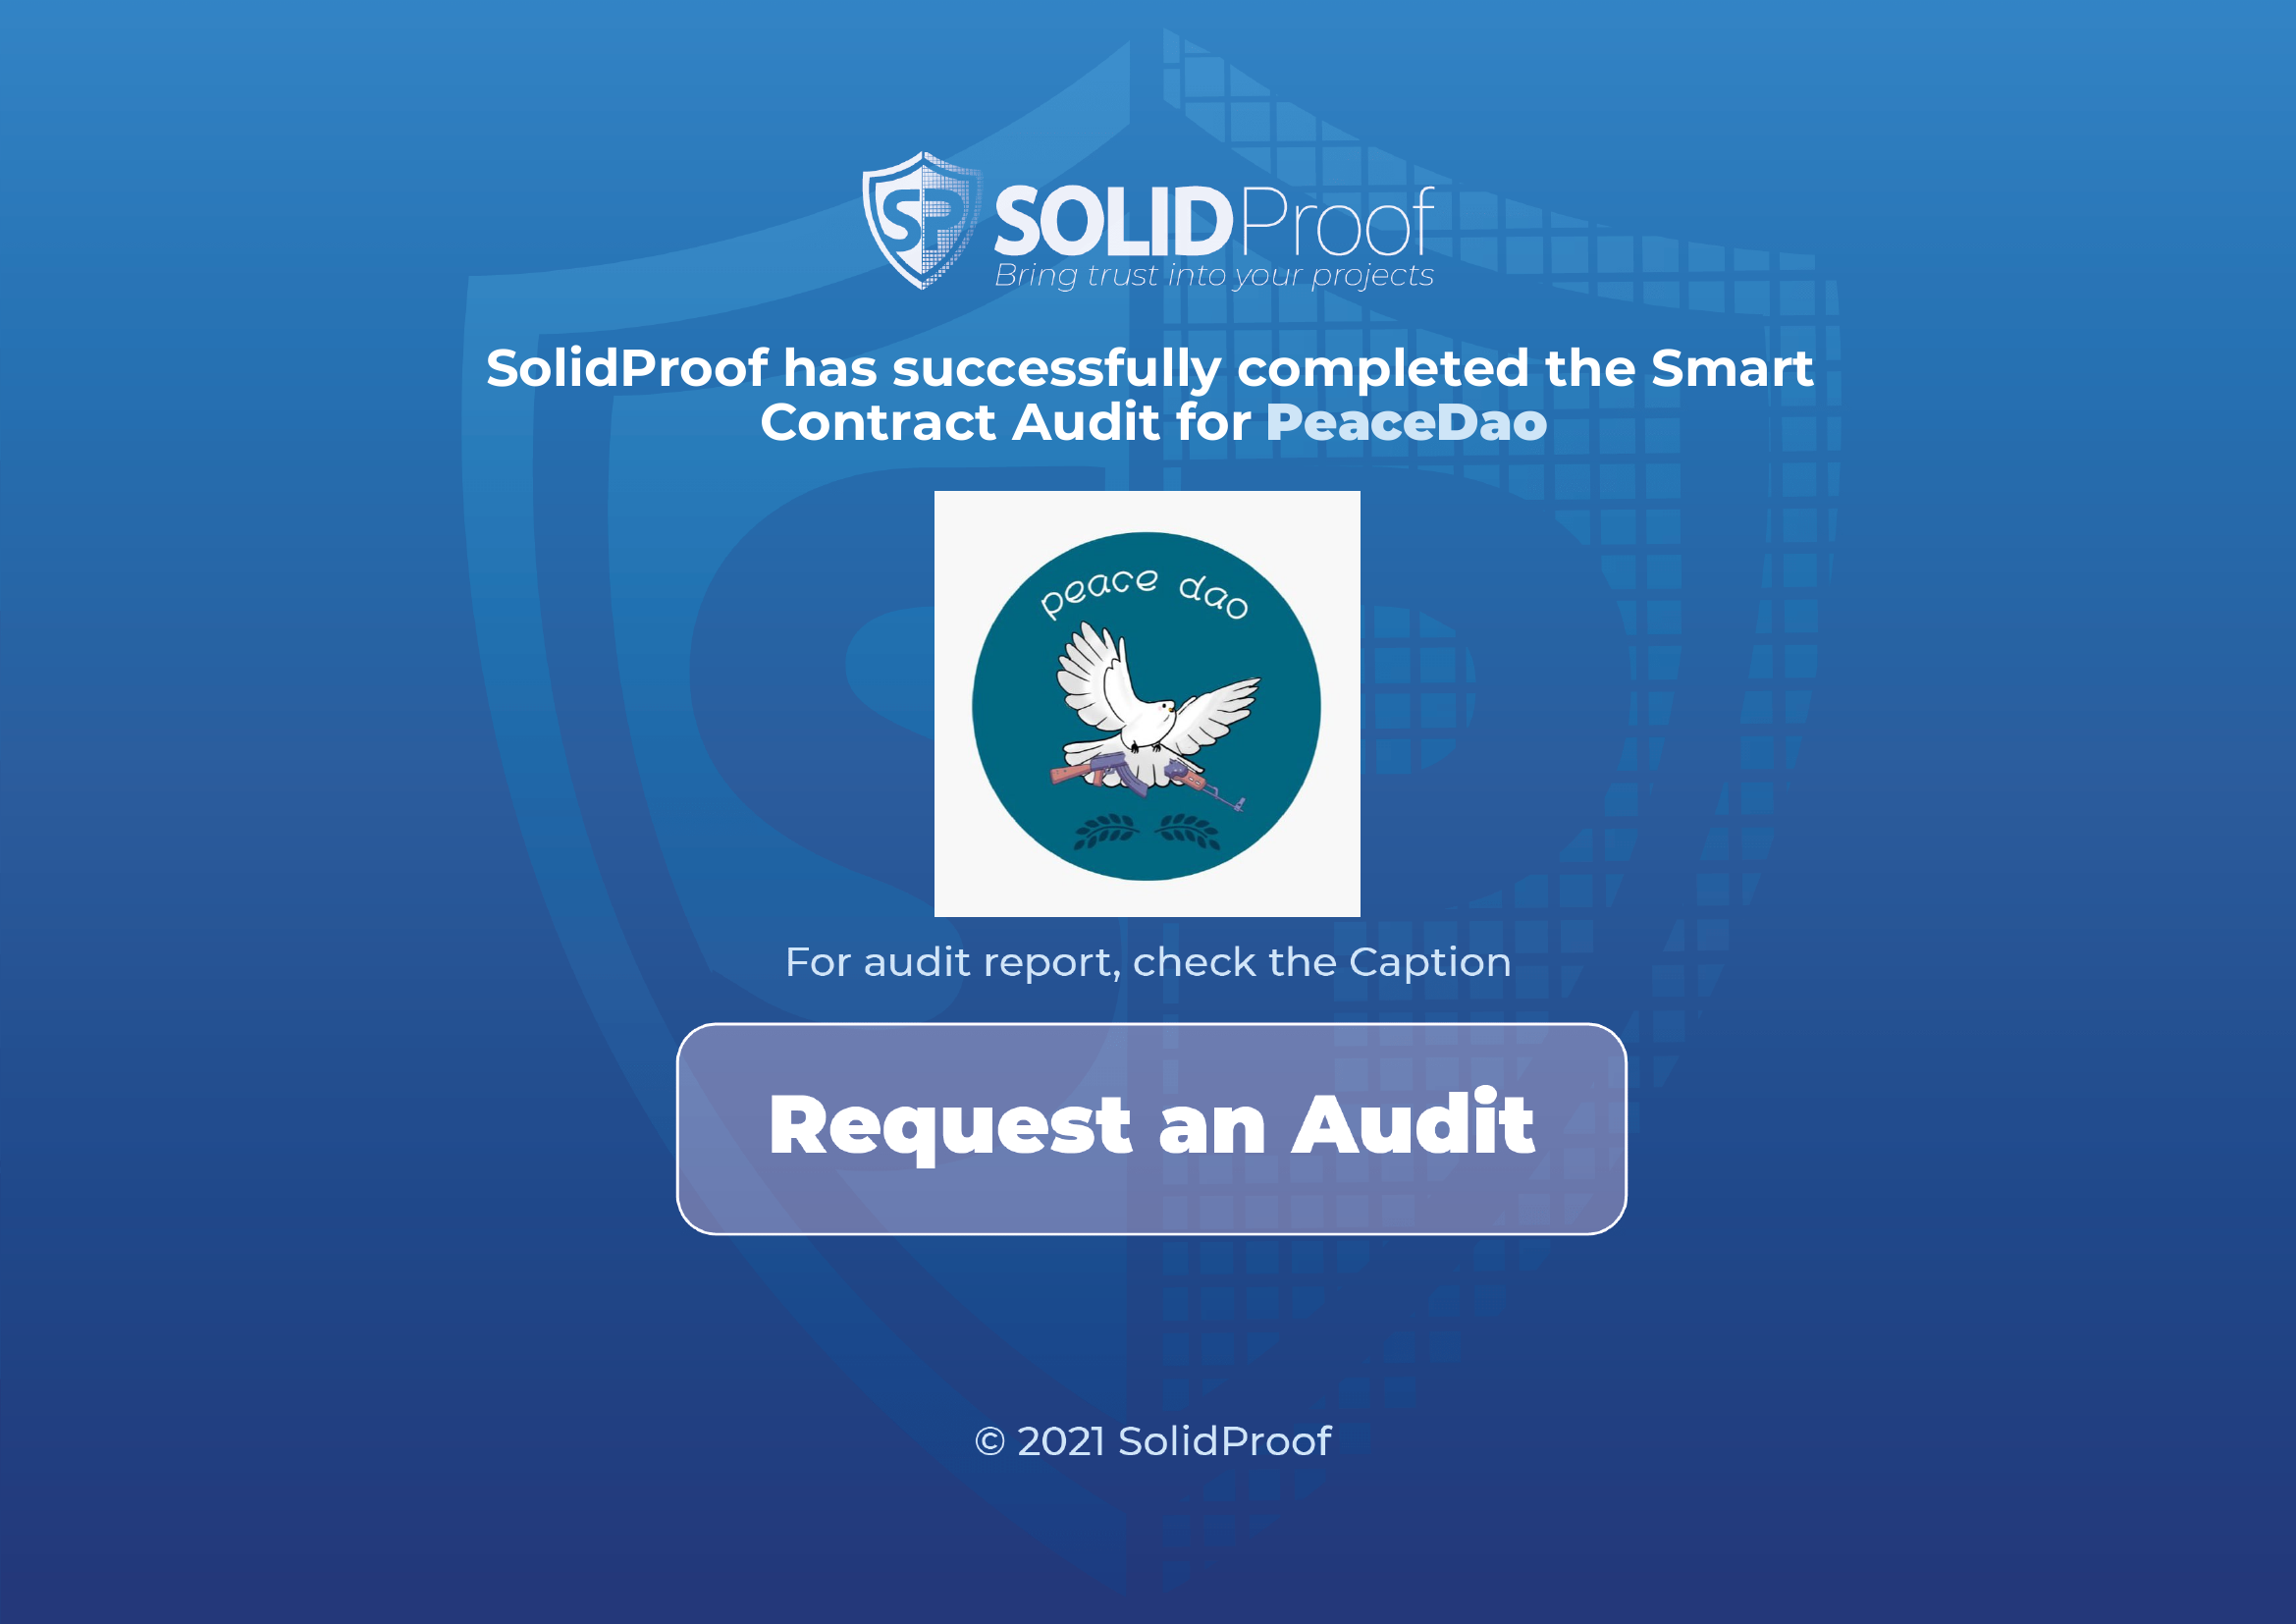 SP SOLIDProof
Bring trust into your projects
SolidProof has successfully completed the Smart
Contract Audit for PeaceDao
peace dao
For audit report, check the Caption
Request an Audit
© 2021 SolidProof